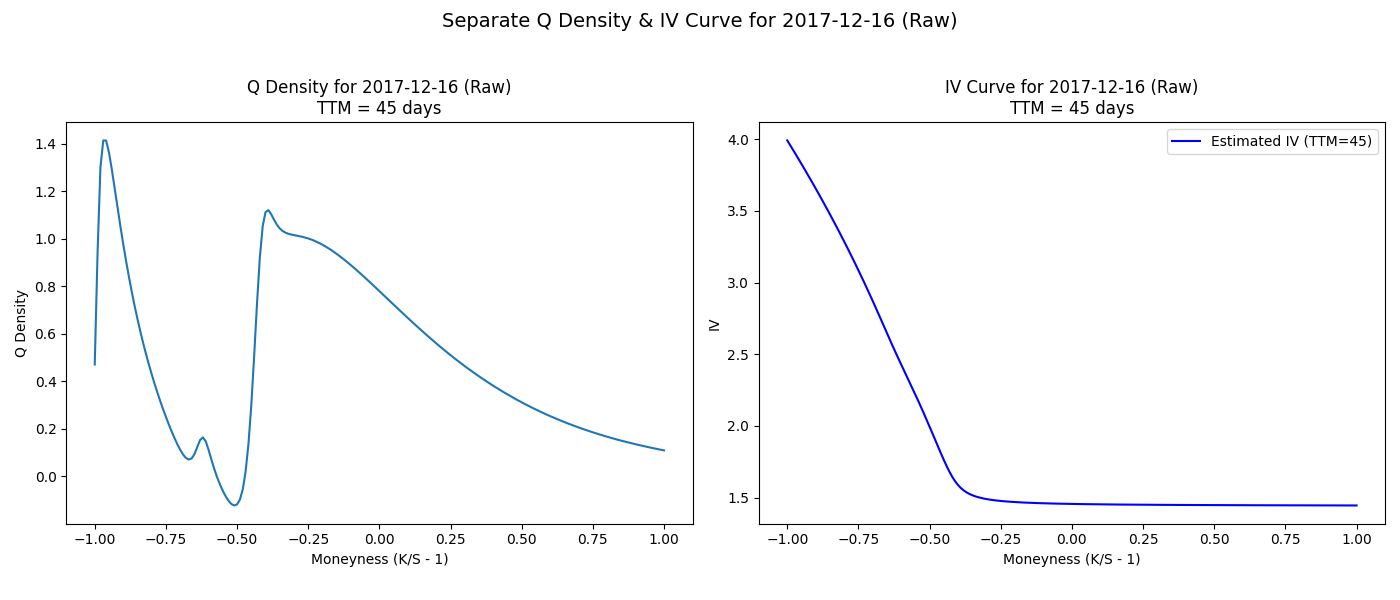 Separate Q Density & IV Curve for 2017-12-16 (Raw)
Q Density for 2017-12-16 (Raw)
TTM = 45 days
1.4
1.2
1.0
0.8
0.6
0.4
0.2
0.0
Q Density
−1.00 −0.75 −0.50 −0.25 0.00 0.25 0.50 0.75 1.00
Moneyness (K/S - 1)
IV Curve for 2017-12-16 (Raw)
TTM = 45 days
Estimated IV (TTM=45)
4.0
3.5
3.0
2.5
2.0
1.5
IV
−1.00 −0.75 −0.50 −0.25 0.00 0.25 0.50 0.75 1.00
Moneyness (K/S - 1)